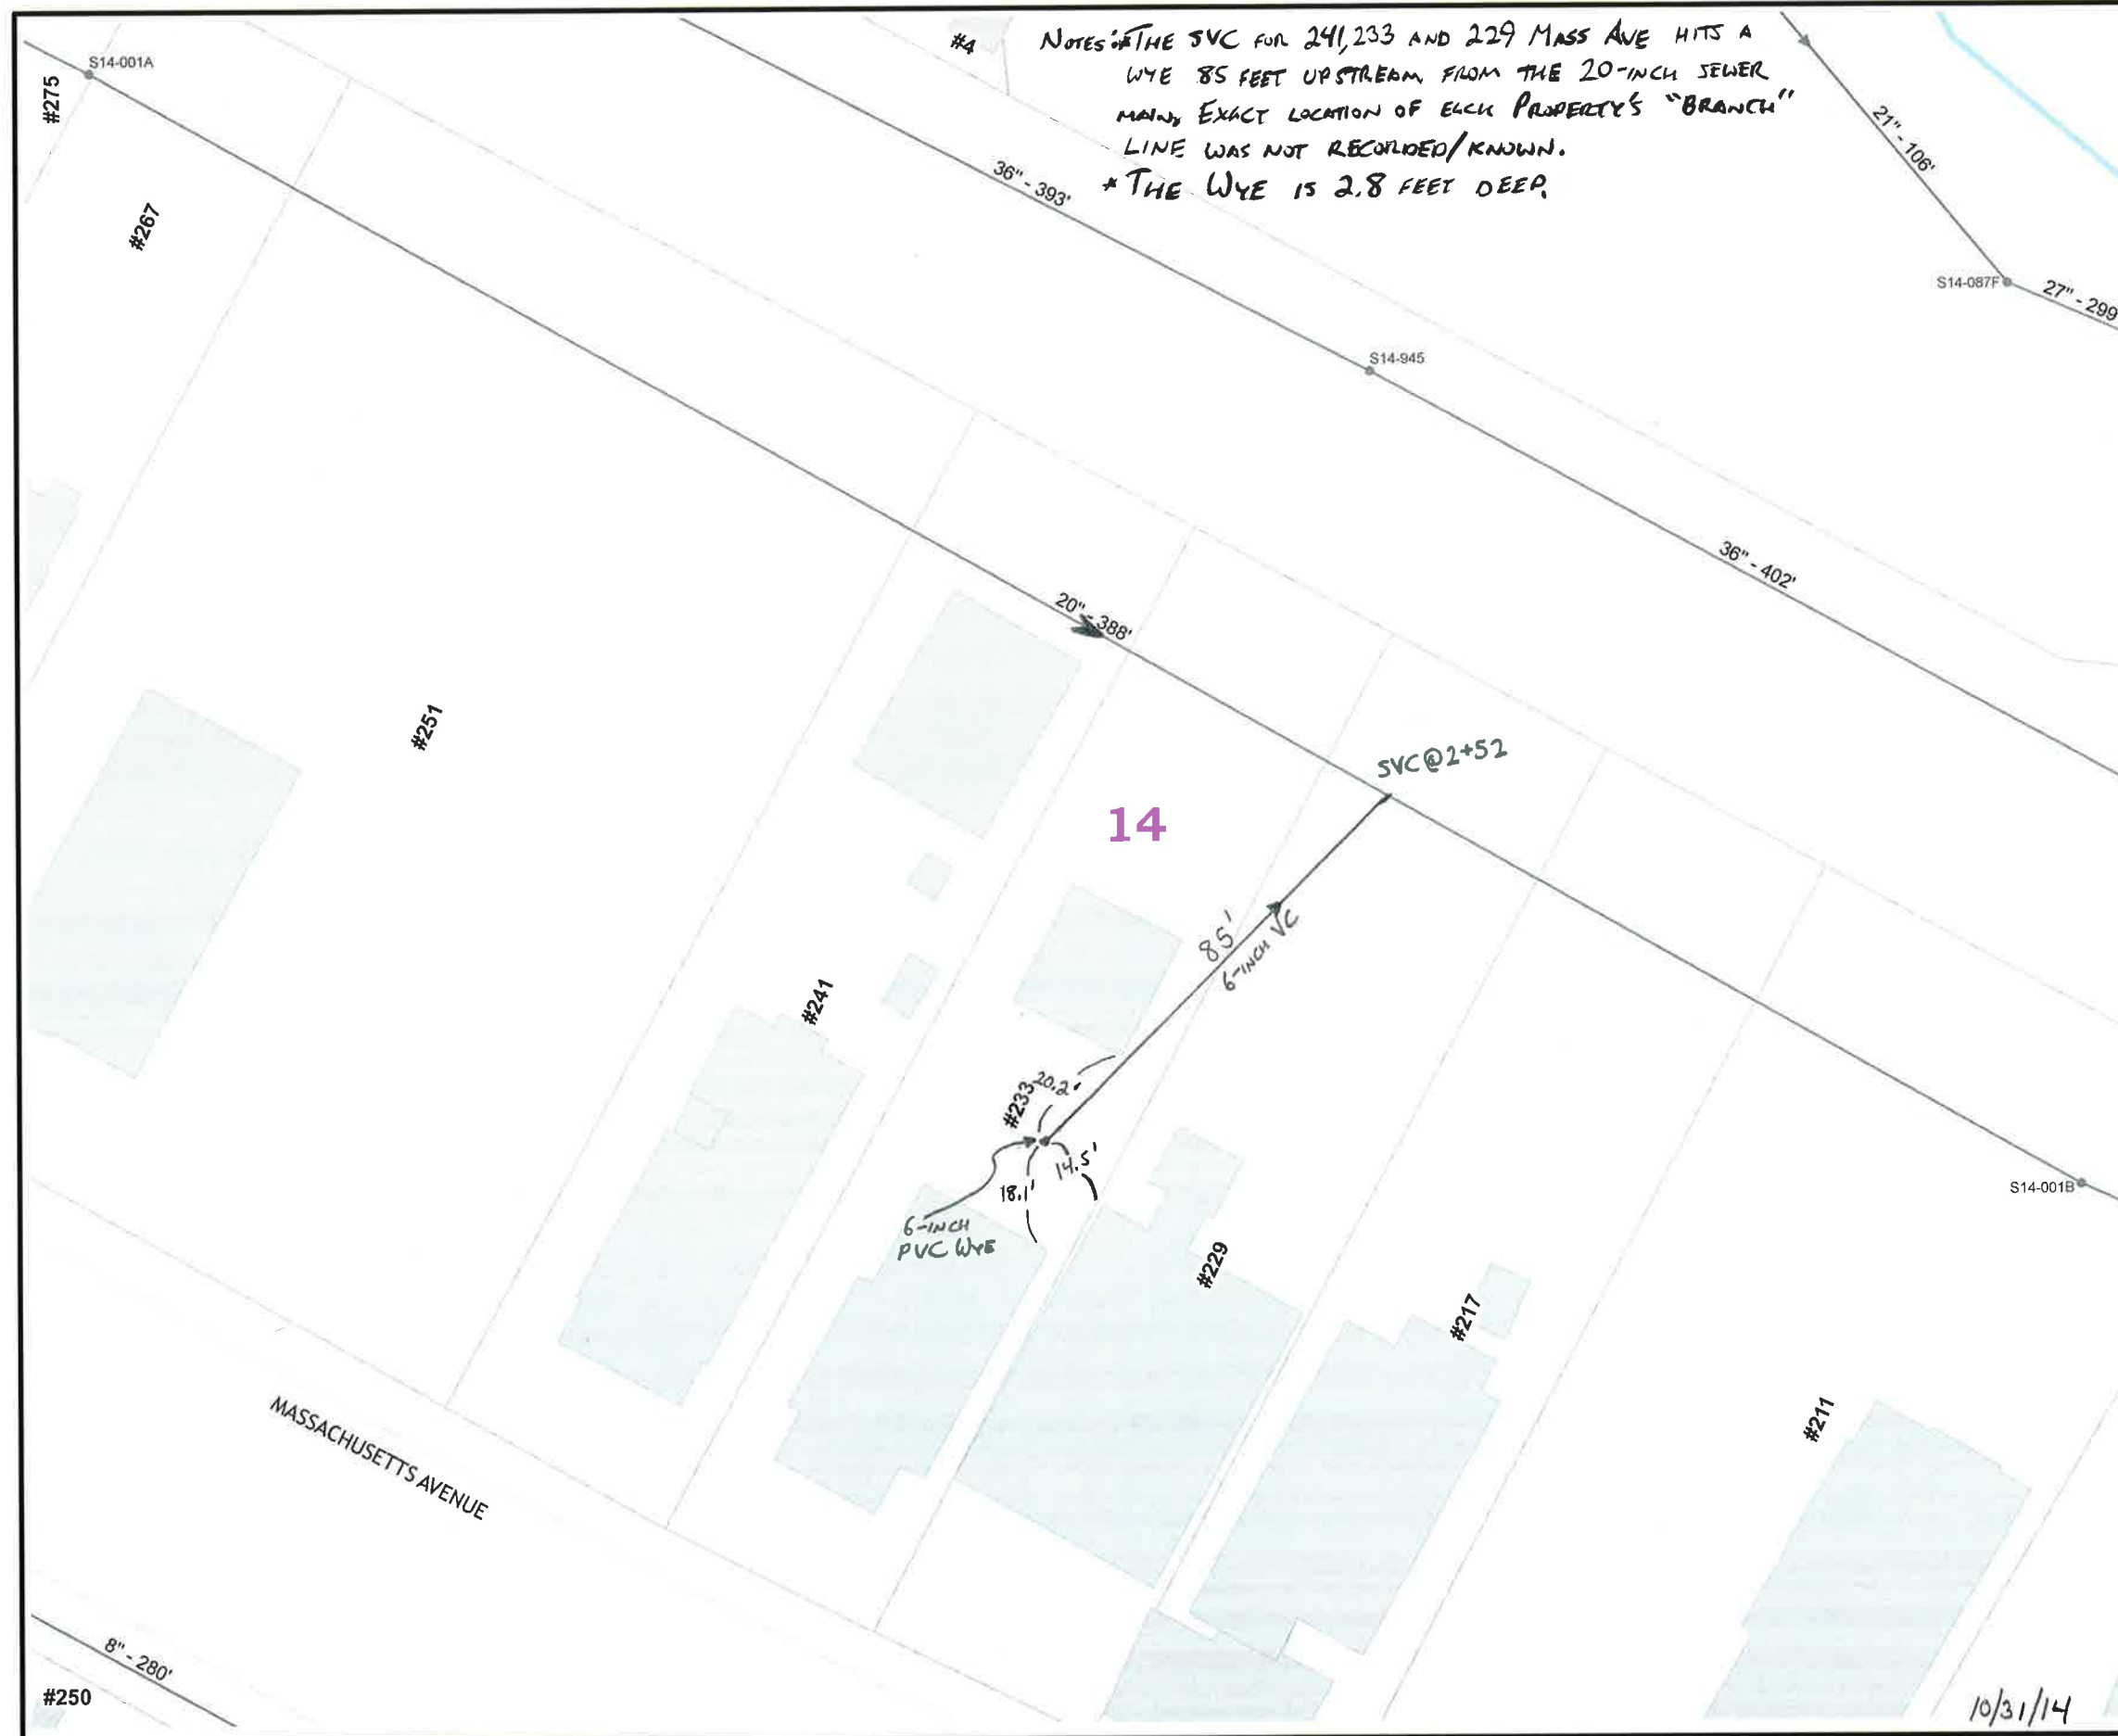 NOTES: * THE SVC FOR 241, 233 AND 229 MASS AVE HITS A
WYE 85 FEET UPSTREAM FROM THE 20-INCH SEWER
MAIN, EXACT LOCATION OF EACH PROPERTY'S "BRANCH"
LINE WAS NOT RECORDED/KNOWN.
* THE WYE IS 2.8 FEET DEEP.
#4
S14-001A
#275
#267
36" - 393'
21" - 106'
S14-087F
27" - 299
S14-945
36" - 402'
20" - 388'
#251
SVC@2+52
14
85'
6-INCH VC
#241
#233
20.2'
14.5'
18.1'
6-INCH
PVC WYE
S14-001B
#229
#217
#211
MASSACHUSETTS AVENUE
8" - 280'
#250
10/31/14